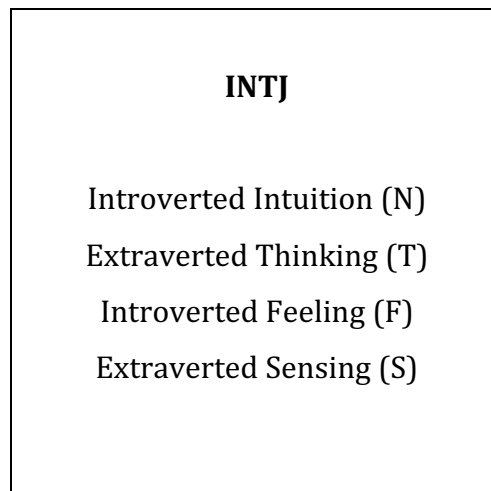 INTJ
Introverted Intuition (N)
Extraverted Thinking (T)
Introverted Feeling (F)
Extraverted Sensing (S)